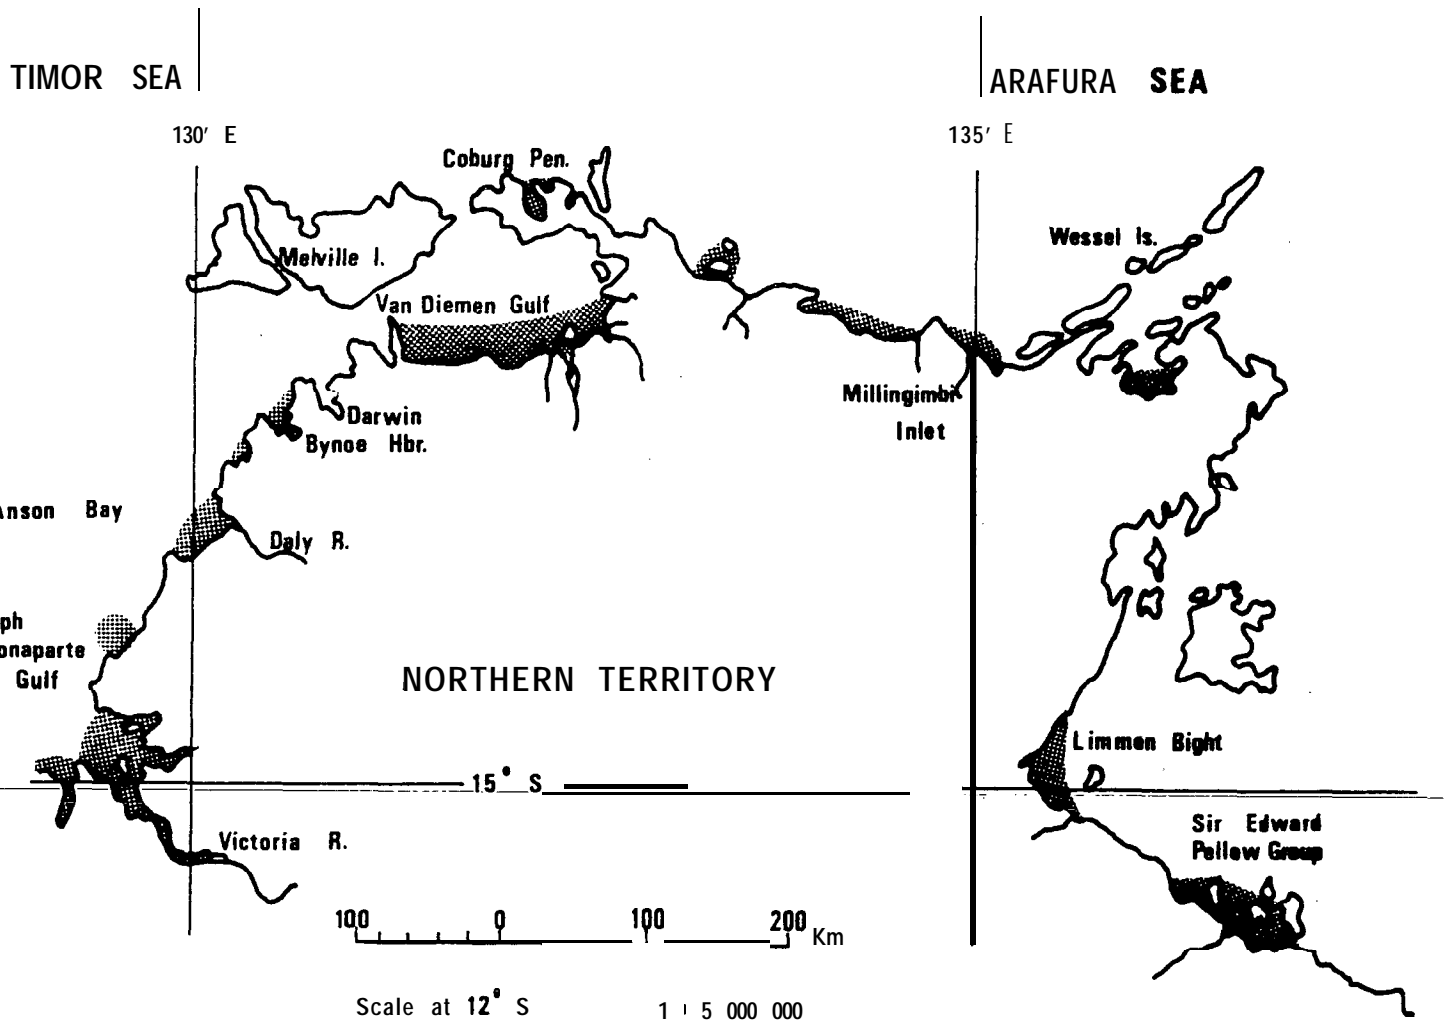 TIMOR SEA
ARAFURA SEA
130' E
135' E
Coburg Pen.
Wessel Is.
Melville I.
Van Diemen Gulf
Millingimbi
Inlet
Darwin
Bynoe Hbr.
Anson Bay
Daly R.
ph
onaparte
Gulf
NORTHERN TERRITORY
Limmen Bight
15° S
Sir Edward
Pellew Group
Victoria R.
100 0 100 200 Km
Scale at 12° S 1 : 5 000 000